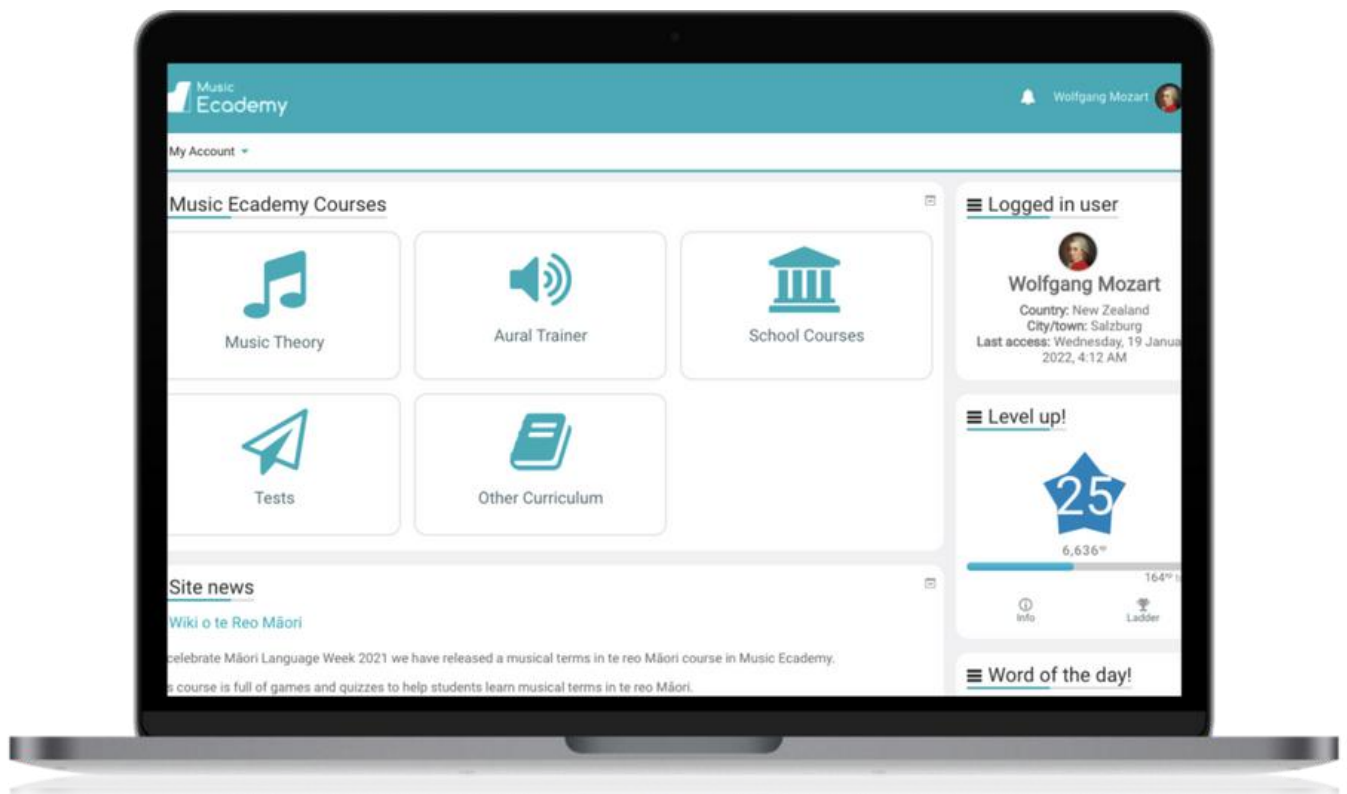 Music
Ecademy
Wolfgang Mozart
My Account
Music Ecademy Courses
Music Theory
Aural Trainer
School Courses
Tests
Other Curriculum
Site news
Wiki o te Reo Māori
celebrate Māori Language Week 2021 we have released a musical terms in te reo Māori course in Music Ecademy.
s course is full of games and quizzes to help students learn musical terms in te reo Māori.
Logged in user
Wolfgang Mozart
Country: New Zealand
City/town: Salzburg
Last access: Wednesday, 19 Janua
2022, 4:12 AM
Level up!
25
6,636xp
164xp
Info
Ladder
Word of the day!